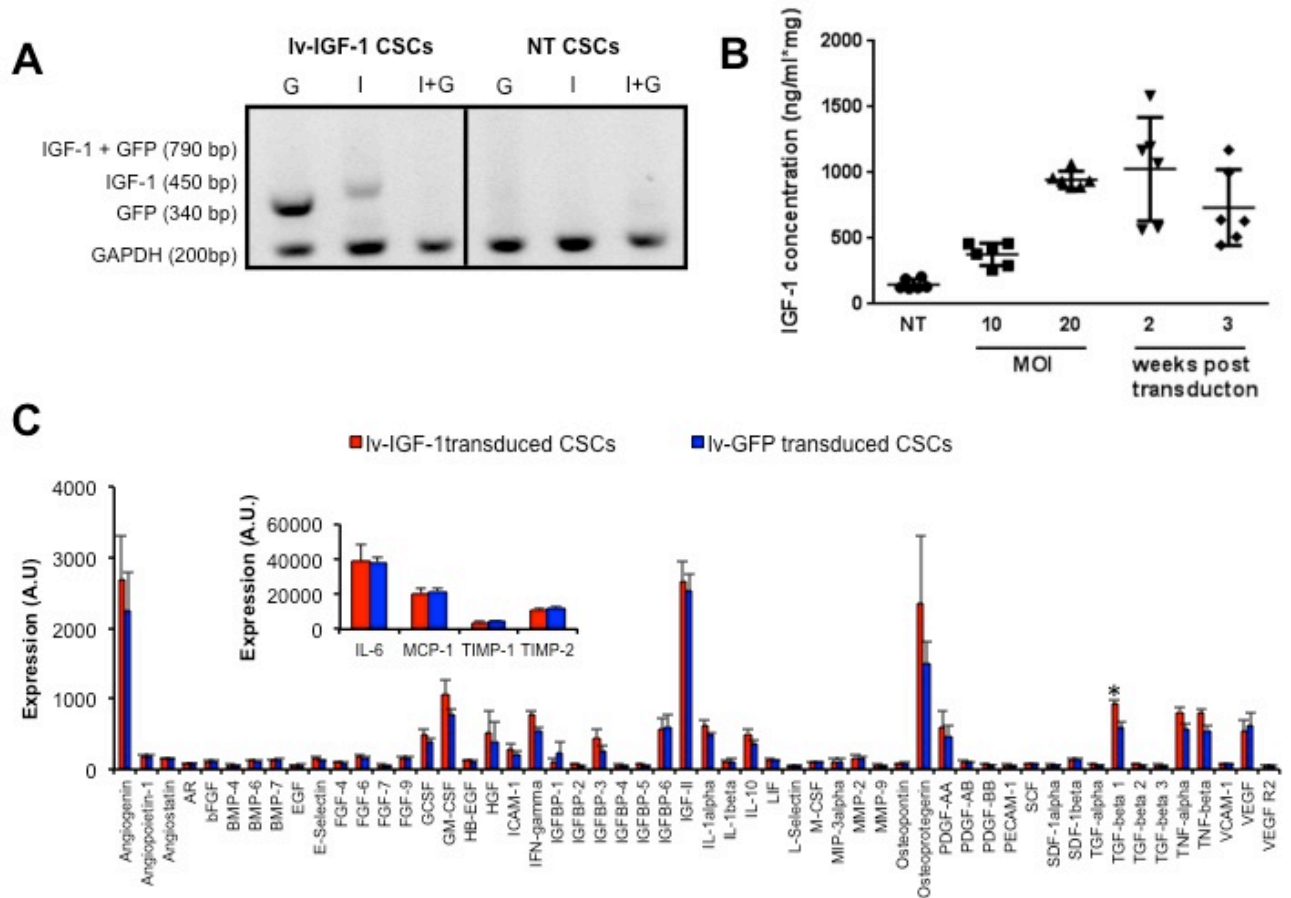 A
lv-IGF-1 CSCs NT CSCs
G I I+G G I I+G
IGF-1 + GFP (790 bp)
IGF-1 (450 bp)
GFP (340 bp)
GAPDH (200bp)
B
IGF-1 concentration (ng/ml*mg)
2000
1500
1000
500
0
NT 10 20 2 3
MOI
weeks post
transducton
C
lv-IGF-1transduced CSCs lv-GFP transduced CSCs
Expression (A.U)
4000
3000
2000
1000
0
Expression (A.U.)
60000
40000
20000
0
IL-6 MCP-1 TIMP-1 TIMP-2
*
Angiogenin
Angiopoietin-1
Angiostatin
AR
bFGF
BMP-4
BMP-6
BMP-7
EGF
E-Selectin
FGF-4
FGF-6
FGF-7
FGF-9
GCSF
GM-CSF
HB-EGF
HGF
ICAM-1
IFN-gamma
IGFBP-1
IGFBP-2
IGFBP-3
IGFBP-4
IGFBP-5
IGFBP-6
IGF-II
IL-1alpha
IL-1beta
IL-10
LIF
L-Selectin
M-CSF
MIP-3alpha
MMP-2
MMP-9
Osteopontin
Osteoprotegerin
PDGF-AA
PDGF-AB
PDGF-BB
PECAM-1
SCF
SDF-1alpha
SDF-1beta
TGF-alpha
TGF-beta 1
TGF-beta 2
TGF-beta 3
TNF-alpha
TNF-beta
VCAM-1
VEGF
VEGF R2